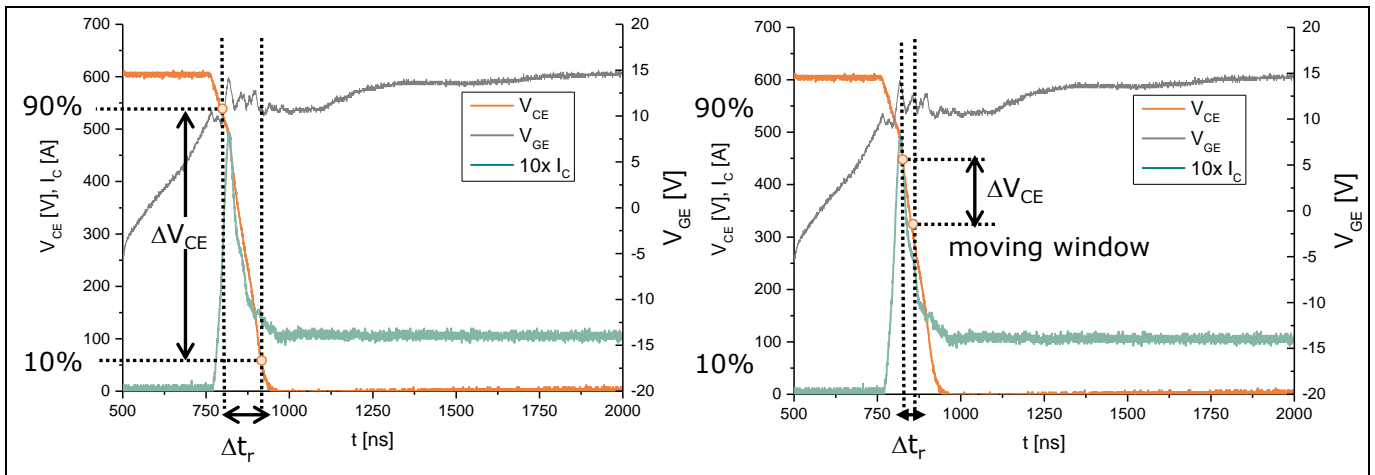 700
600
500
400
300
200
100
0
90%
10%
V_CE [V], I_C [A]
ΔV_CE
20
15
10
5
0
-5
-10
-15
-20
V_GE [V]
V_CE
V_GE
10x I_C
500 750 1000 1250 1500 1750 2000
Δt_r
t [ns]
700
600
500
400
300
200
100
0
90%
10%
V_CE [V], I_C [A]
20
15
10
5
0
-5
-10
-15
-20
V_GE [V]
V_CE
V_GE
10x I_C
ΔV_CE
moving window
500 750 1000 1250 1500 1750 2000
Δt_r
t [ns]